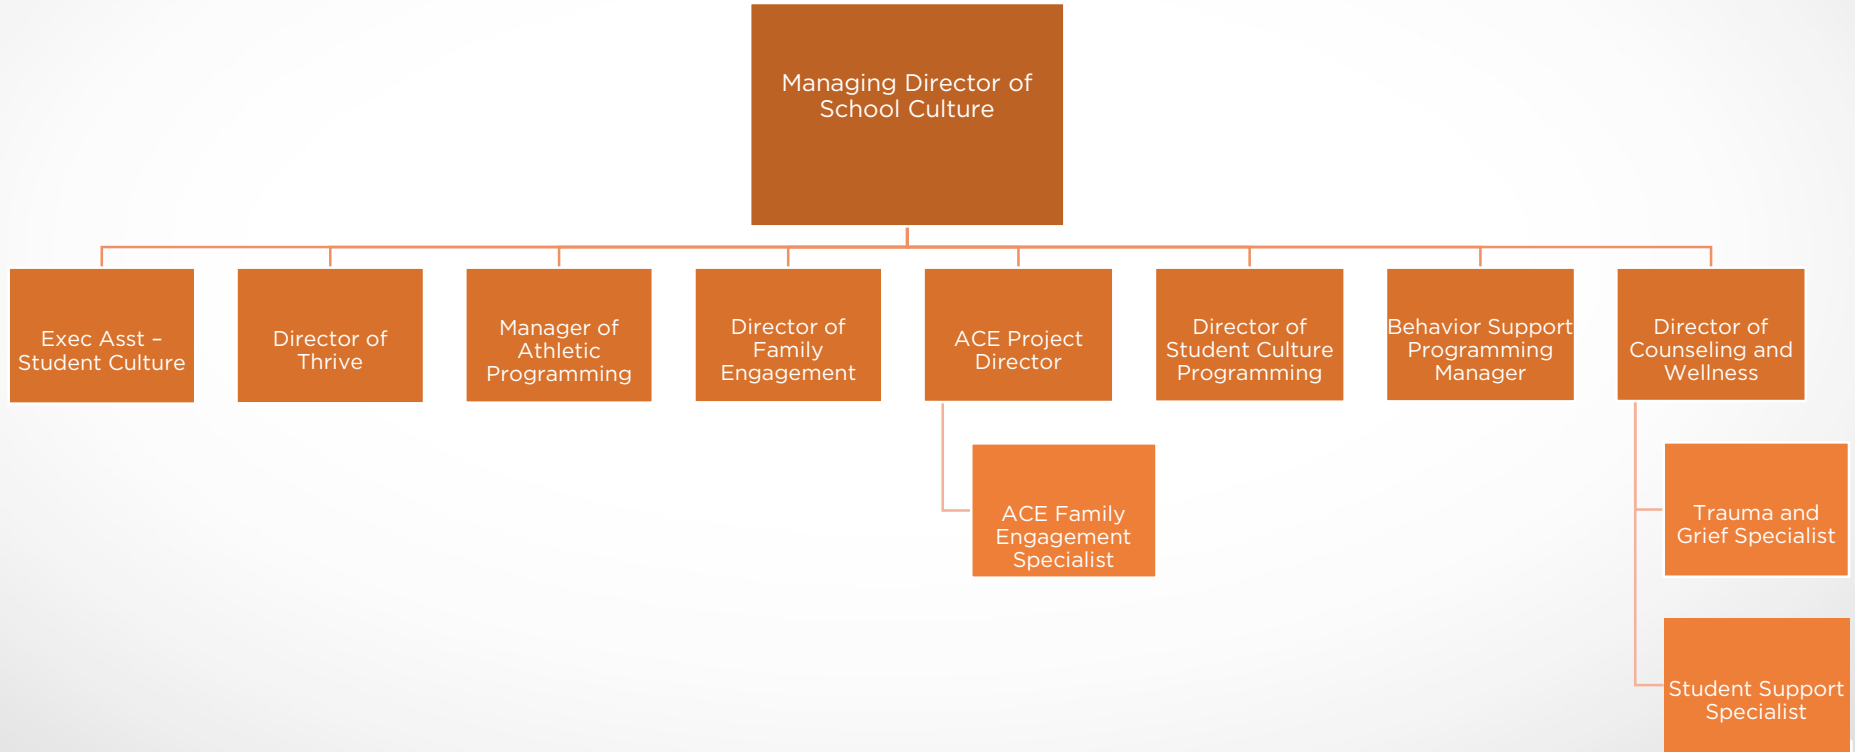 Managing Director of
School Culture
Exec Asst –
Student Culture
Director of
Thrive
Manager of
Athletic
Programming
Director of
Family
Engagement
ACE Project
Director
Director of
Student Culture
Programming
Behavior Support
Programming
Manager
Director of
Counseling and
Wellness
ACE Family
Engagement
Specialist
Trauma and
Grief Specialist
Student Support
Specialist